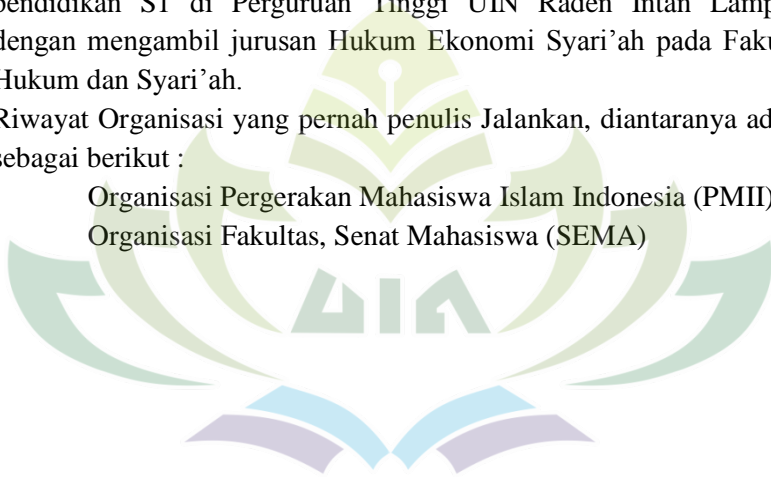 pendidikan S1 di Perguruan Tinggi UIN Raden Intan Lamp
dengan mengambil jurusan Hukum Ekonomi Syari’ah pada Faku
Hukum dan Syari’ah.
Riwayat Organisasi yang pernah penulis Jalankan, diantaranya ad
sebagai berikut :
Organisasi Pergerakan Mahasiswa Islam Indonesia (PMII)
Organisasi Fakultas, Senat Mahasiswa (SEMA)
UIN